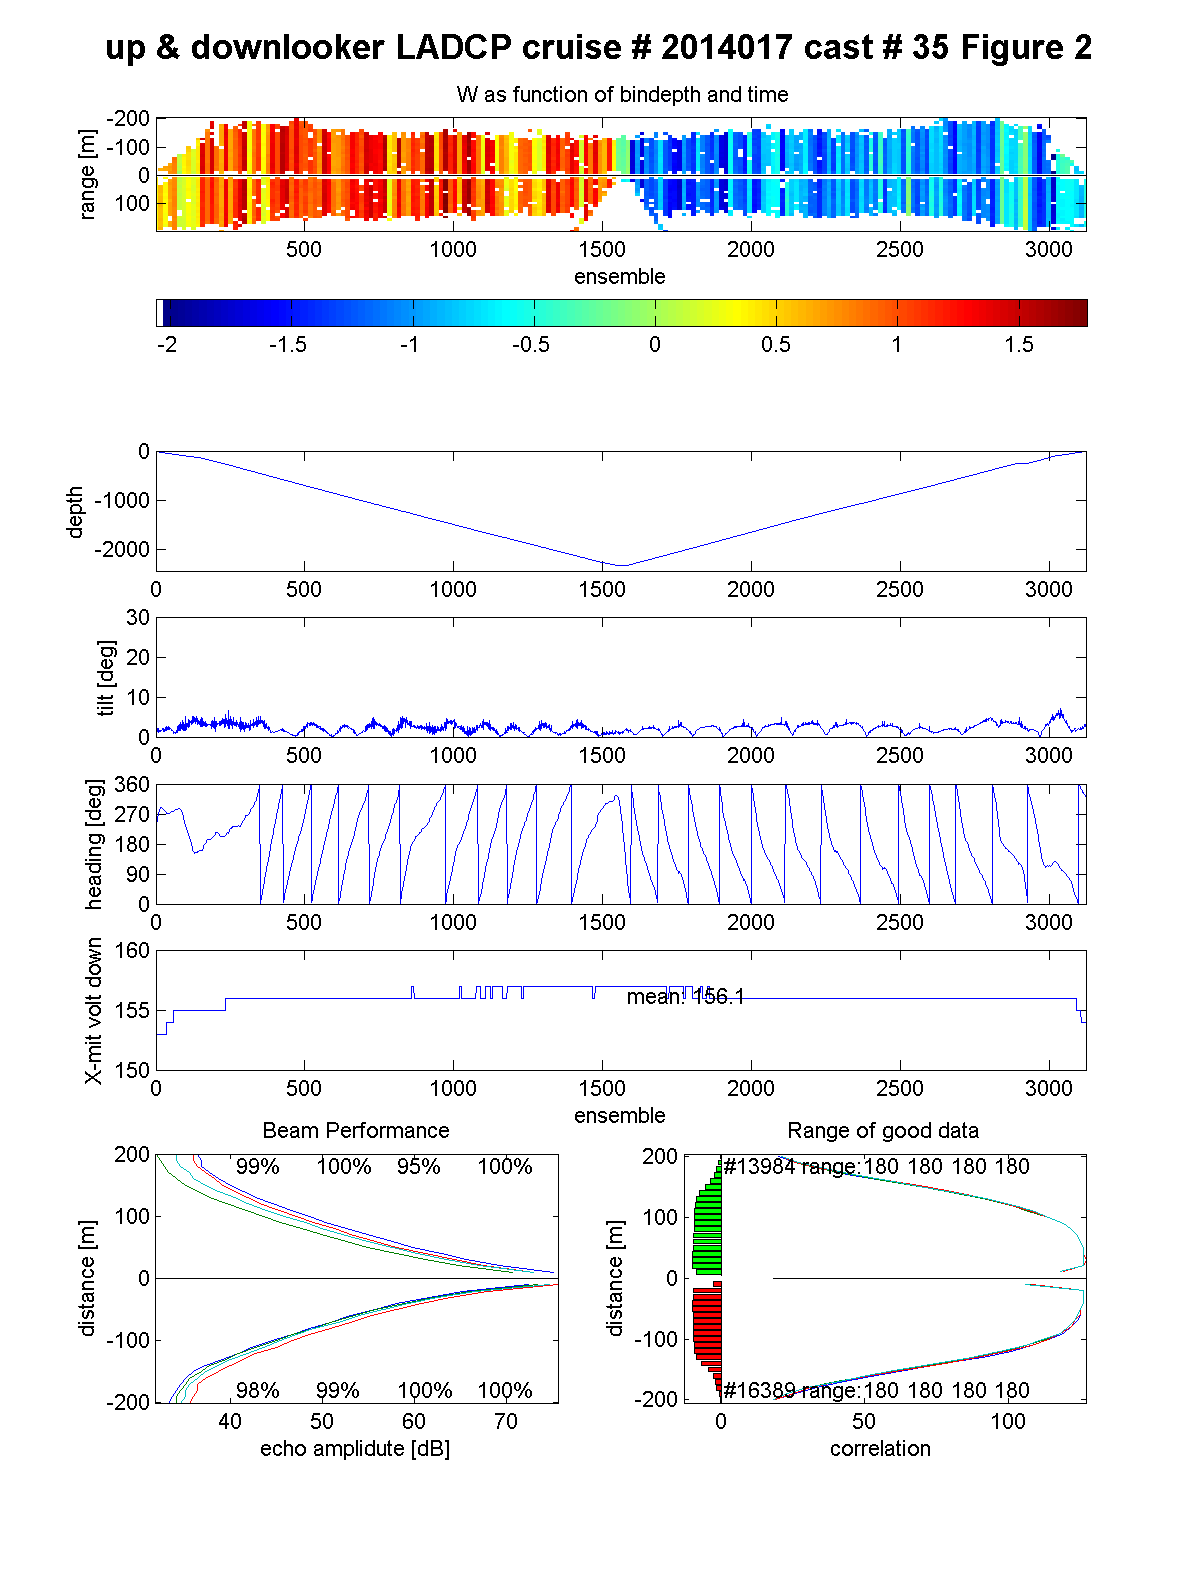 up & downlooker LADCP cruise # 2014017 cast # 35 Figure 2
W as function of bindepth and time
range [m]
-200
-100
0
100
500 1000 1500 2000 2500 3000
ensemble
-2 -1.5 -1 -0.5 0 0.5 1 1.5
depth
0
-1000
-2000
0 500 1000 1500 2000 2500 3000
tilt [deg]
30
20
10
0
0 500 1000 1500 2000 2500 3000
heading [deg]
360
270
180
90
0
0 500 1000 1500 2000 2500 3000
X-mit volt down
160
155
150
mean: 156.1
0 500 1000 1500 2000 2500 3000
ensemble
Beam Performance
distance [m]
200
100
0
-100
-200
99% 100% 95% 100%
98% 99% 100% 100%
40 50 60 70
echo amplidute [dB]
Range of good data
distance [m]
200
100
0
-100
-200
#13984 range: 180 180 180 180
#16389 range: 180 180 180 180
0 50 100
correlation